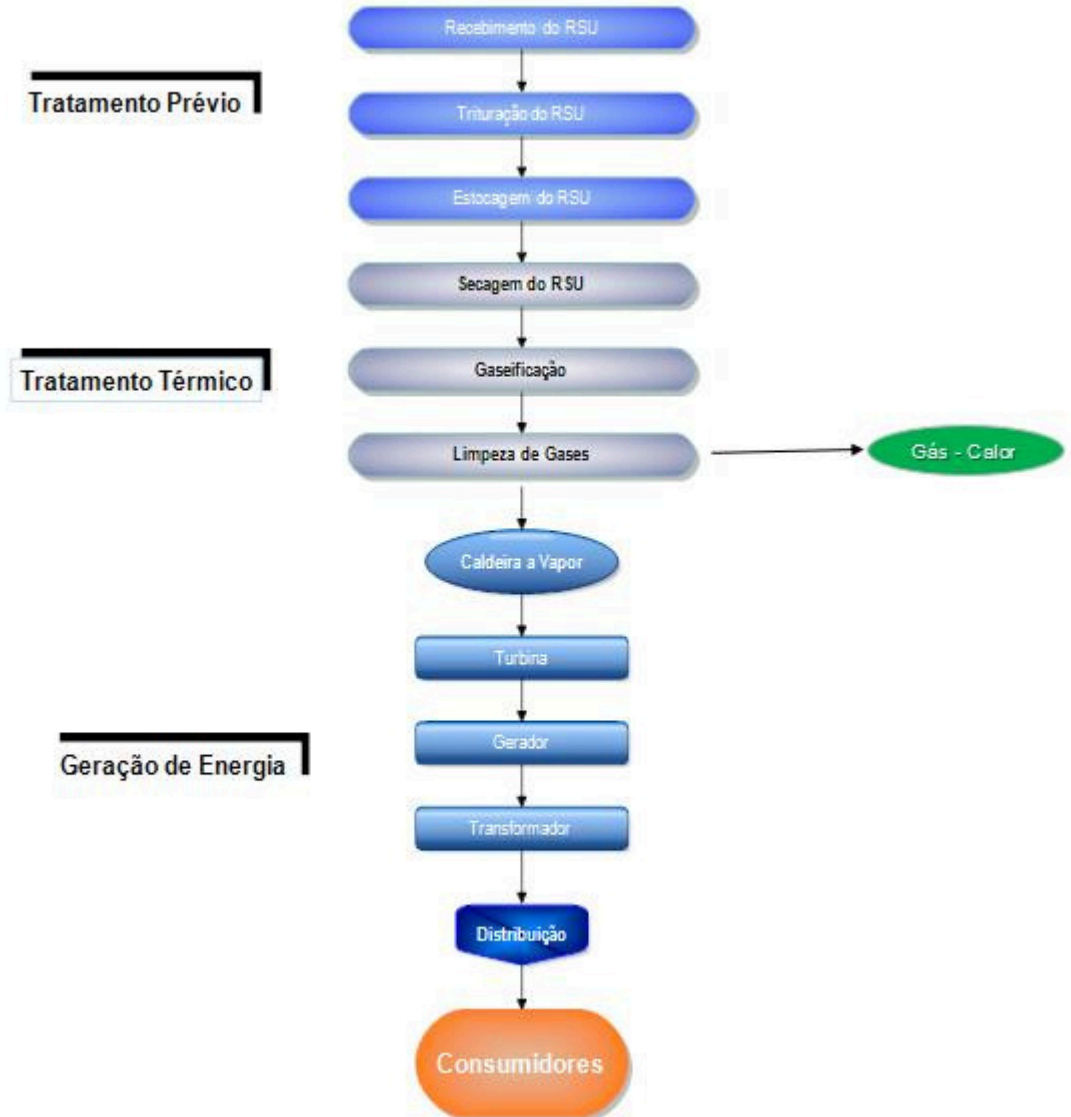 Recebimento do RSU
Tratamento Prévio
Trituração do RSU
Estocagem do RSU
Secagem do RSU
Gaseificação
Tratamento Térmico
Limpeza de Gases
Gás - Calor
Caldeira a Vapor
Turbina
Gerador
Geração de Energia
Transformador
Distribuição
Consumidores